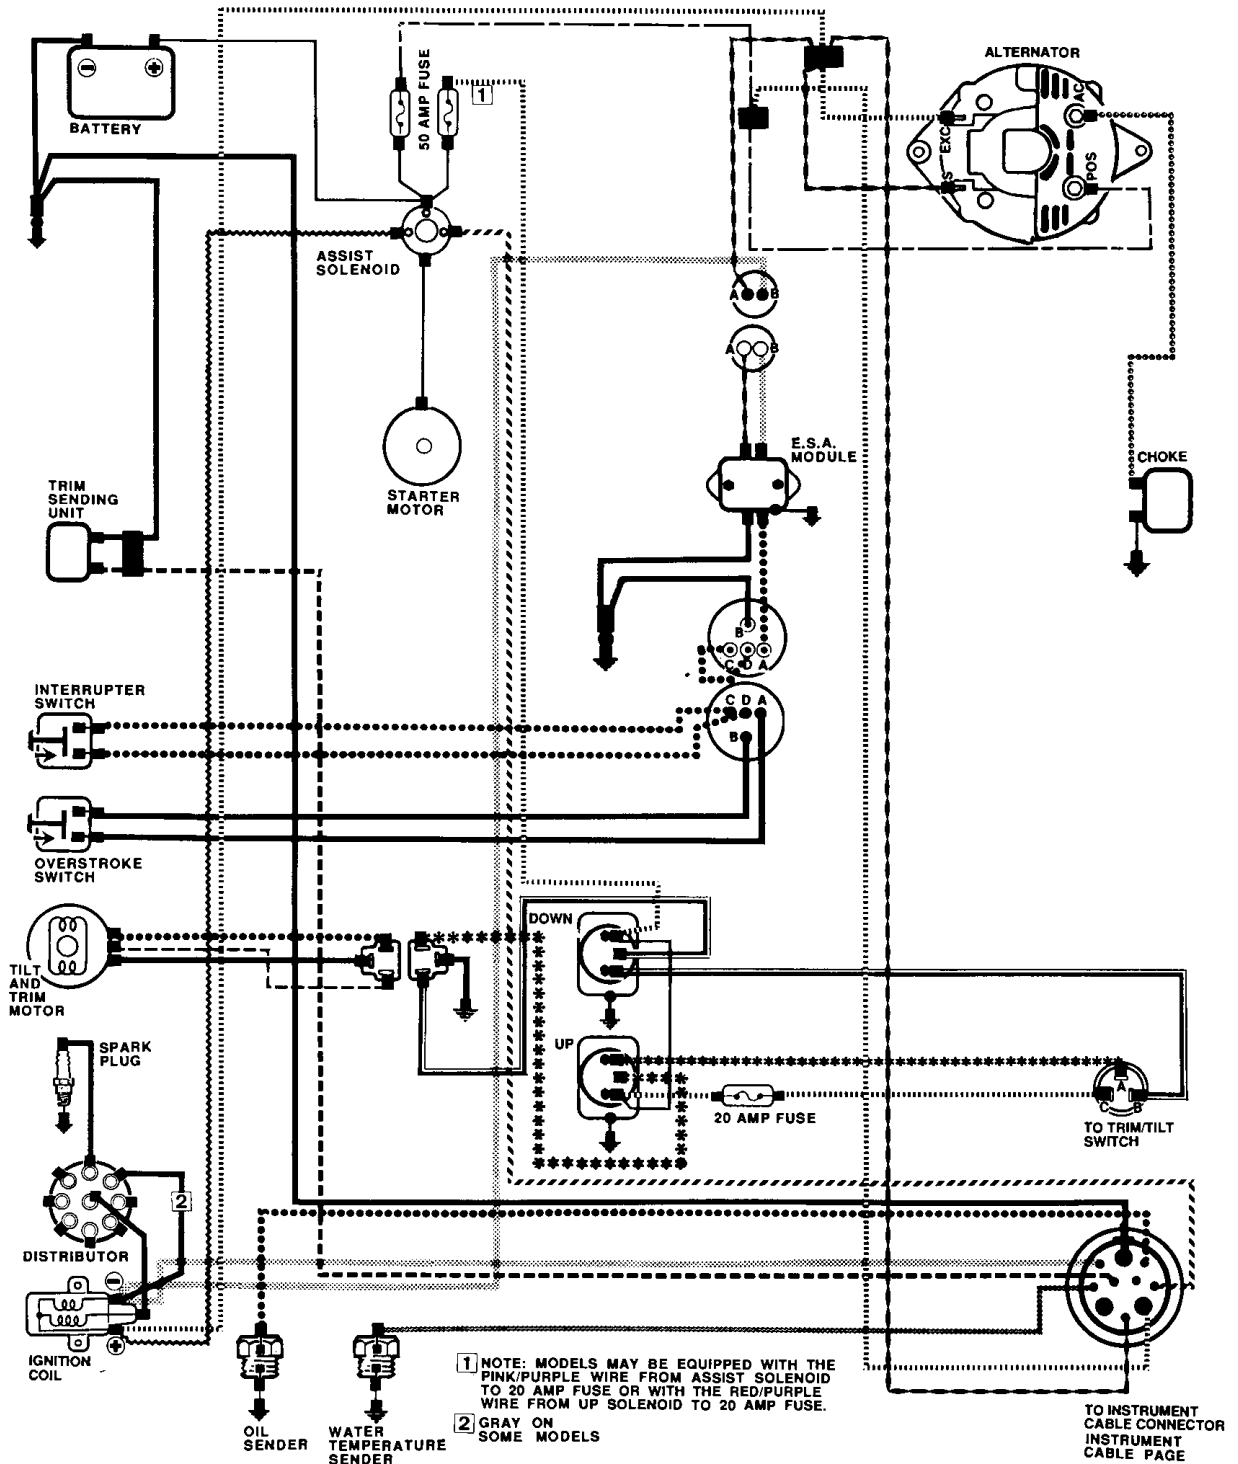 ALTERNATOR
AC
EXC
S
POS
50 AMP FUSE
1
BATTERY
ASSIST
SOLENOID
A B
A B
E.S.A.
MODULE
CHOKE
STARTER
MOTOR
TRIM
SENDING
UNIT
B
C D A
INTERRUPTER
SWITCH
C D A
B
OVERSTROKE
SWITCH
DOWN
TILT
AND
TRIM
MOTOR
UP
SPARK
PLUG
20 AMP FUSE
A
C B
TO TRIM/TILT
SWITCH
2
DISTRIBUTOR
IGNITION
COIL
OIL
SENDER
WATER
TEMPERATURE
SENDER
1 NOTE: MODELS MAY BE EQUIPPED WITH THE
PINK/PURPLE WIRE FROM ASSIST SOLENOID
TO 20 AMP FUSE OR WITH THE RED/PURPLE
WIRE FROM UP SOLENOID TO 20 AMP FUSE.
2 GRAY ON
SOME MODELS
TO INSTRUMENT
CABLE CONNECTOR
INSTRUMENT
CABLE PAGE